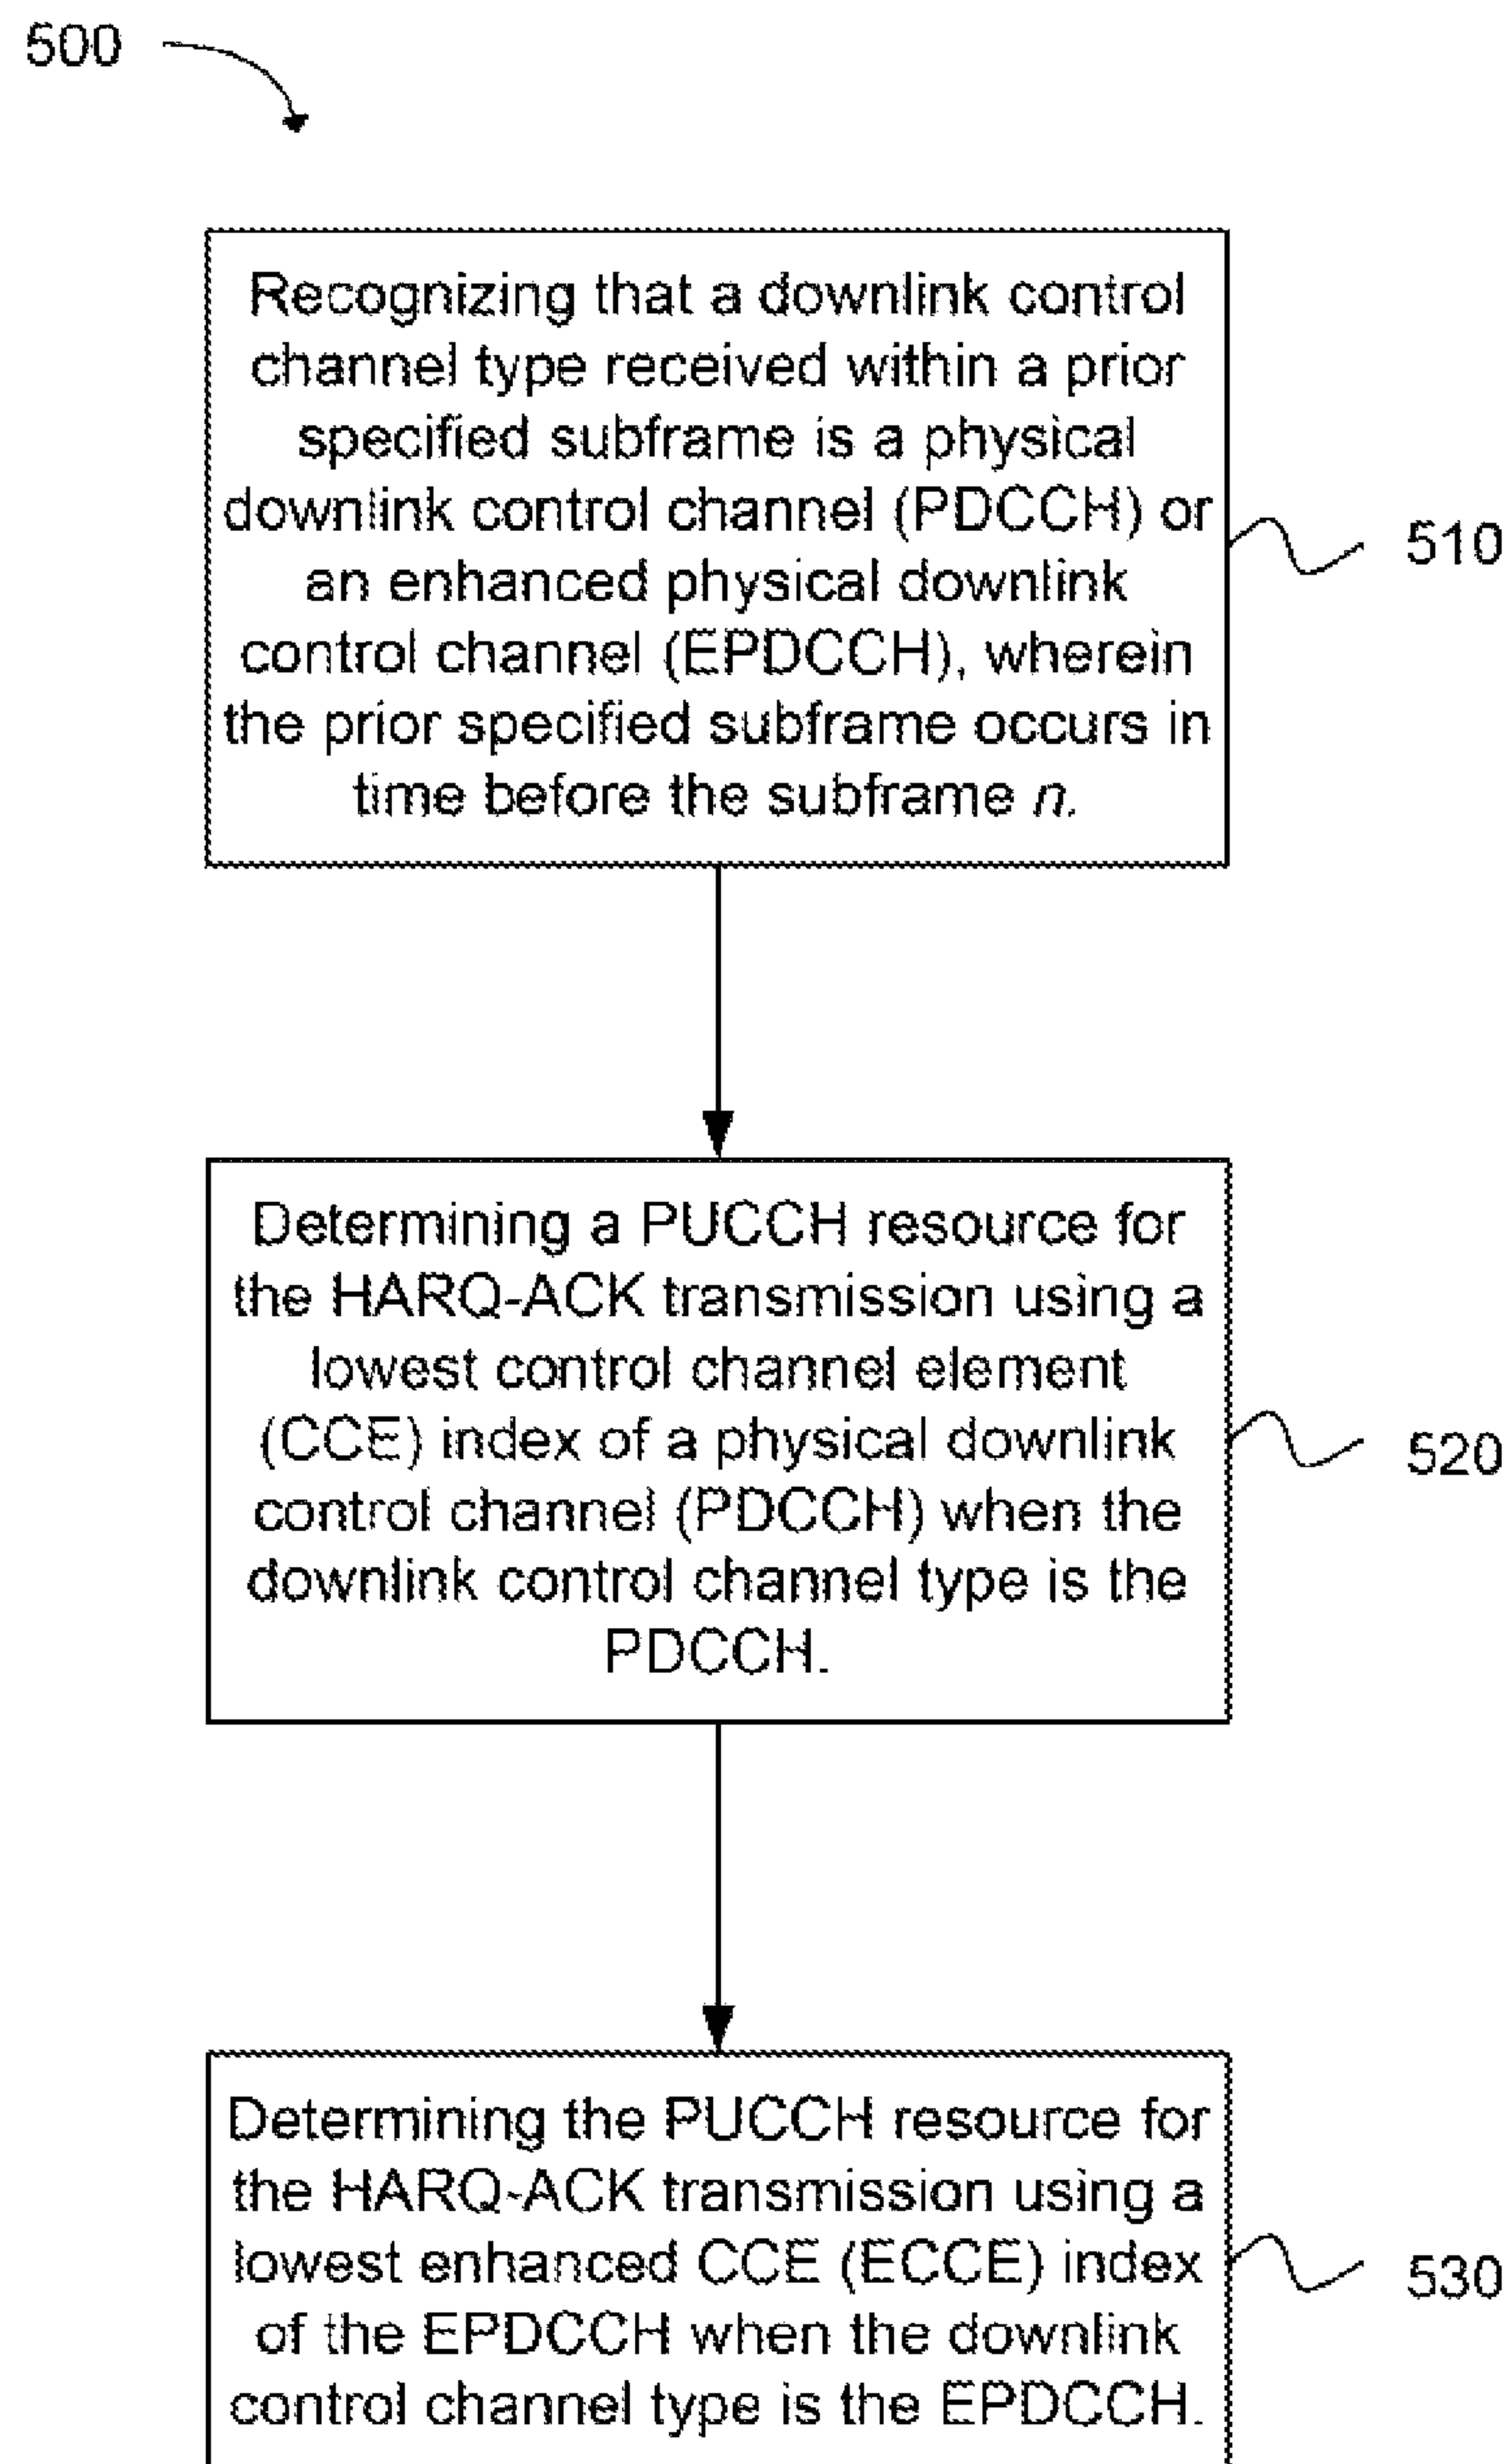 500
Recognizing that a downlink control
channel type received within a prior
specified subframe is a physical
downlink control channel (PDCCH) or
an enhanced physical downlink
control channel (EPDCCH), wherein
the prior specified subframe occurs in
time before the subframe n.
510
Determining a PUCCH resource for
the HARQ-ACK transmission using a
lowest control channel element
(CCE) index of a physical downlink
control channel (PDCCH) when the
downlink control channel type is the
PDCCH.
520
Determining the PUCCH resource for
the HARQ-ACK transmission using a
lowest enhanced CCE (ECCE) index
of the EPDCCH when the downlink
control channel type is the EPDCCH.
530